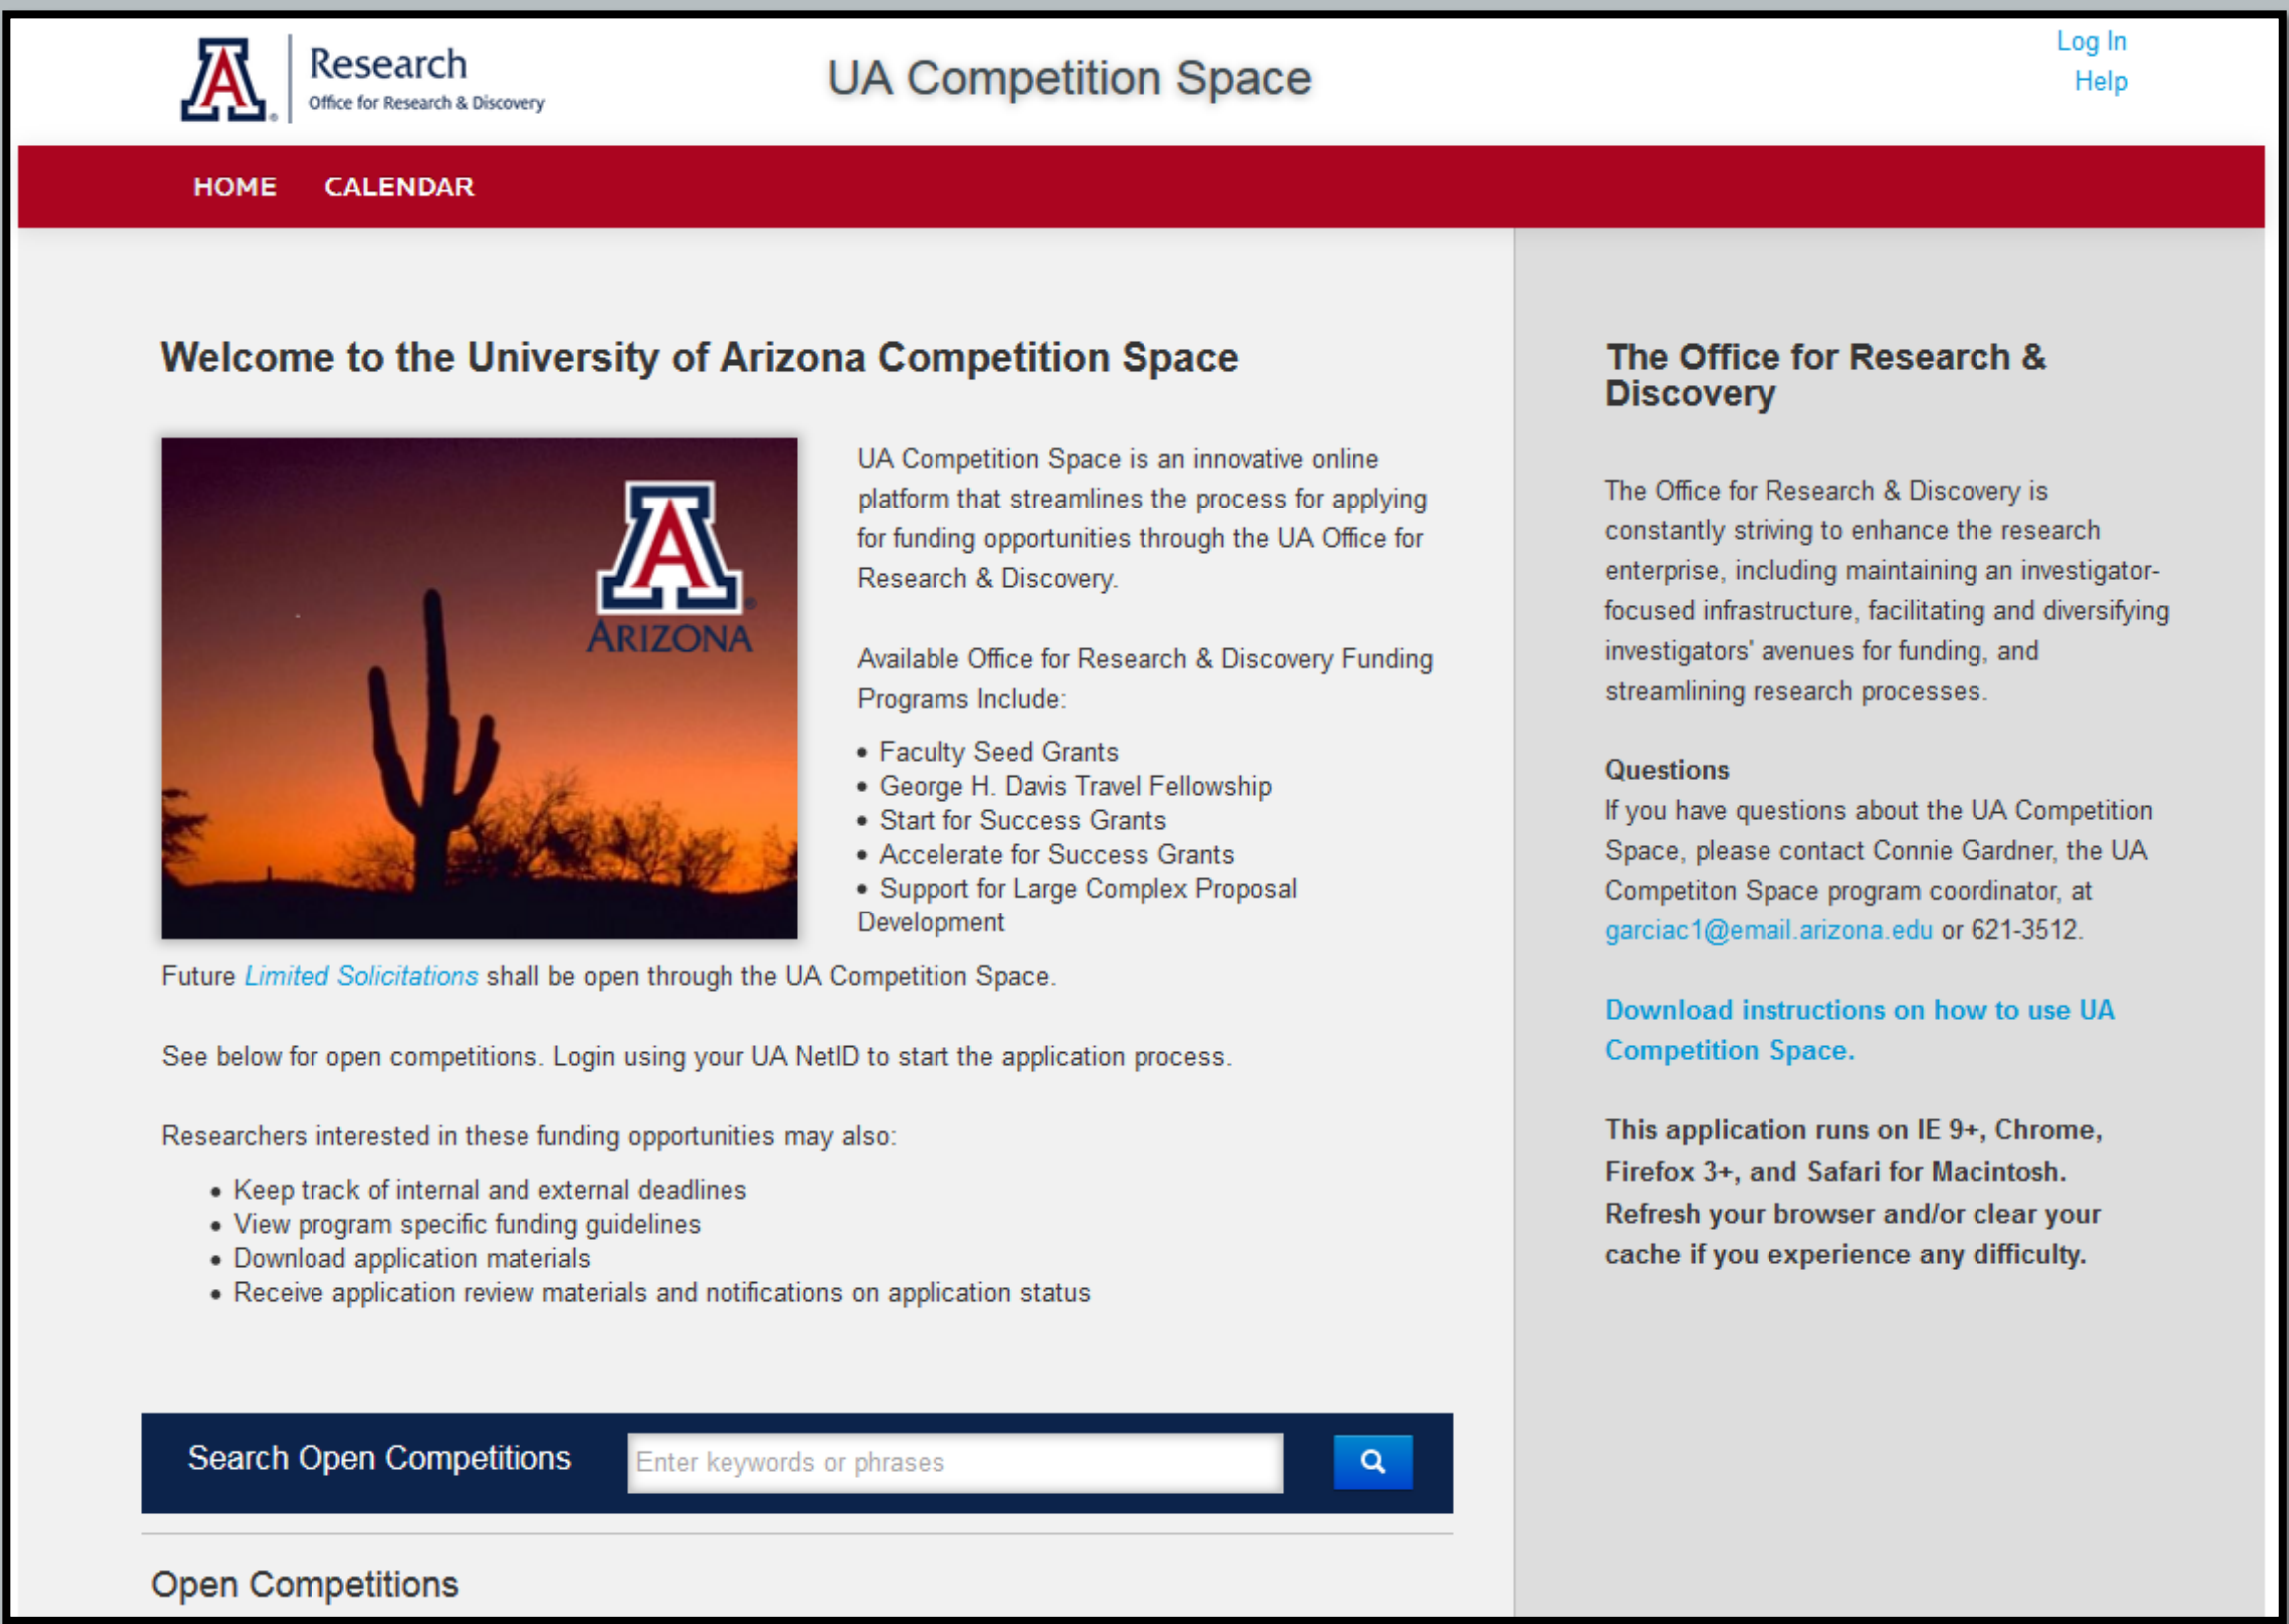 A
Research
Office for Research & Discovery
UA Competition Space
Log In
Help
HOME CALENDAR
Welcome to the University of Arizona Competition Space
A
ARIZONA
UA Competition Space is an innovative online
platform that streamlines the process for applying
for funding opportunities through the UA Office for
Research & Discovery.
Available Office for Research & Discovery Funding
Programs Include:
• Faculty Seed Grants
• George H. Davis Travel Fellowship
• Start for Success Grants
• Accelerate for Success Grants
• Support for Large Complex Proposal
Development
Future Limited Solicitations shall be open through the UA Competition Space.
See below for open competitions. Login using your UA NetID to start the application process.
Researchers interested in these funding opportunities may also:
• Keep track of internal and external deadlines
• View program specific funding guidelines
• Download application materials
• Receive application review materials and notifications on application status
Search Open Competitions
Enter keywords or phrases
Open Competitions
The Office for Research &
Discovery
The Office for Research & Discovery is
constantly striving to enhance the research
enterprise, including maintaining an investigator-
focused infrastructure, facilitating and diversifying
investigators' avenues for funding, and
streamlining research processes.
Questions
If you have questions about the UA Competition
Space, please contact Connie Gardner, the UA
Competiton Space program coordinator, at
garciac1@email.arizona.edu or 621-3512.
Download instructions on how to use UA
Competition Space.
This application runs on IE 9+, Chrome,
Firefox 3+, and Safari for Macintosh.
Refresh your browser and/or clear your
cache if you experience any difficulty.